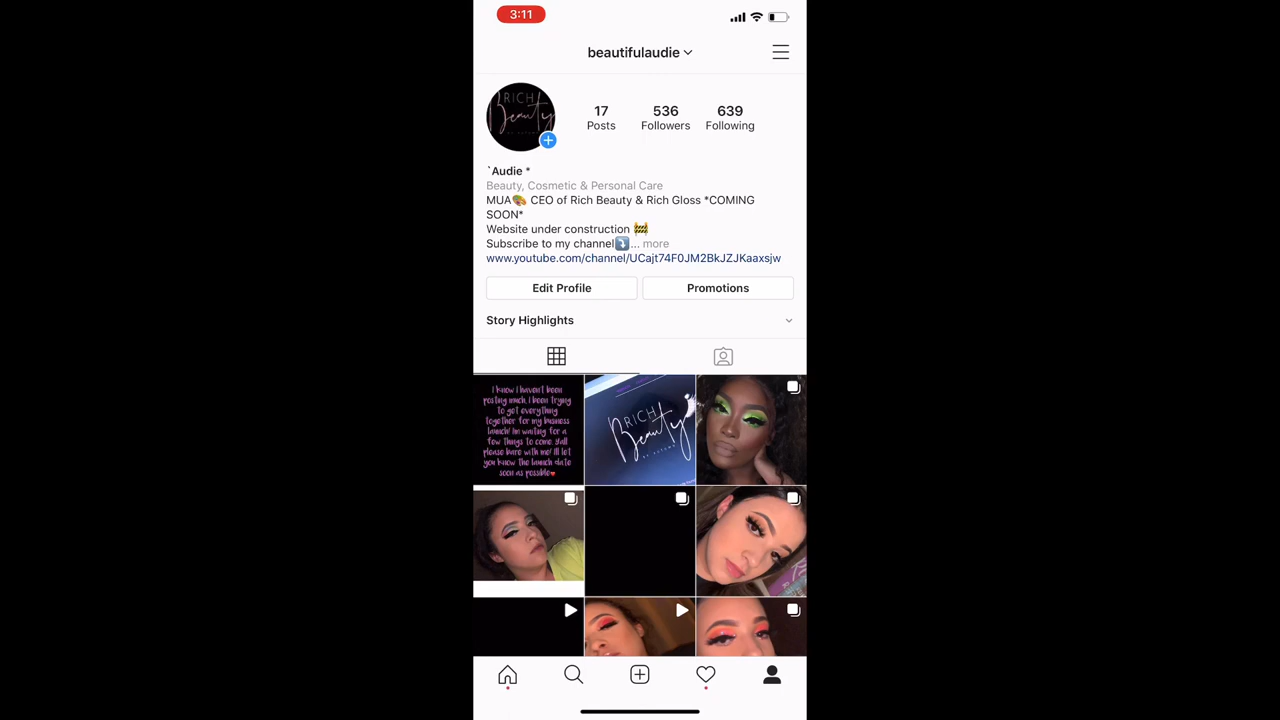 3:11
beautifulaudie
RICH
Beauty
17
Posts
536
Followers
639
Following
`Audie *
Beauty, Cosmetic & Personal Care
MUA🎨 CEO of Rich Beauty & Rich Gloss *COMING
SOON*
Website under construction 🚧
Subscribe to my channel⤵️... more
www.youtube.com/channel/UCajt74F0JM2BkJZJKaaxsjw
Edit Profile
Promotions
Story Highlights
I know I haven't been
posting much, I been trying
to get everything
together for my business
launch! I'm waiting for a
few things to come. Y'all
please bare with me! I'll let
you know the launch date
soon as possible❤️
RICH
Beauty